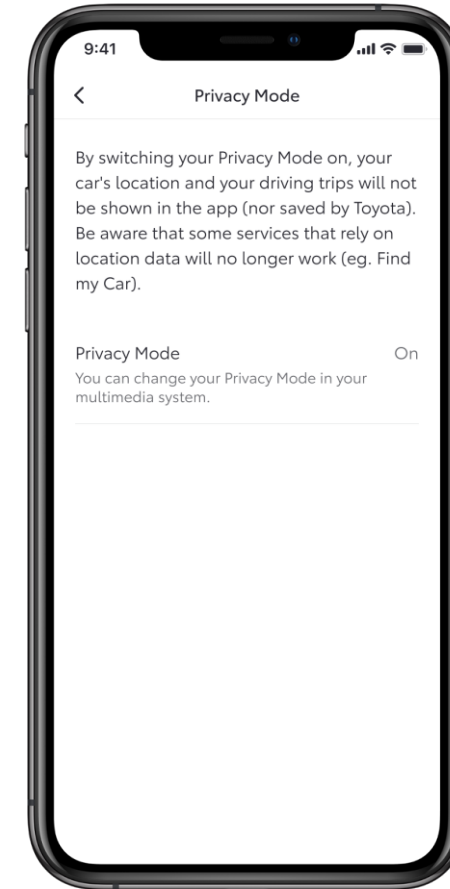 9:41
Privacy Mode
By switching your Privacy Mode on, your
car's location and your driving trips will not
be shown in the app (nor saved by Toyota).
Be aware that some services that rely on
location data will no longer work (eg. Find
my Car).
Privacy Mode On
You can change your Privacy Mode in your
multimedia system.